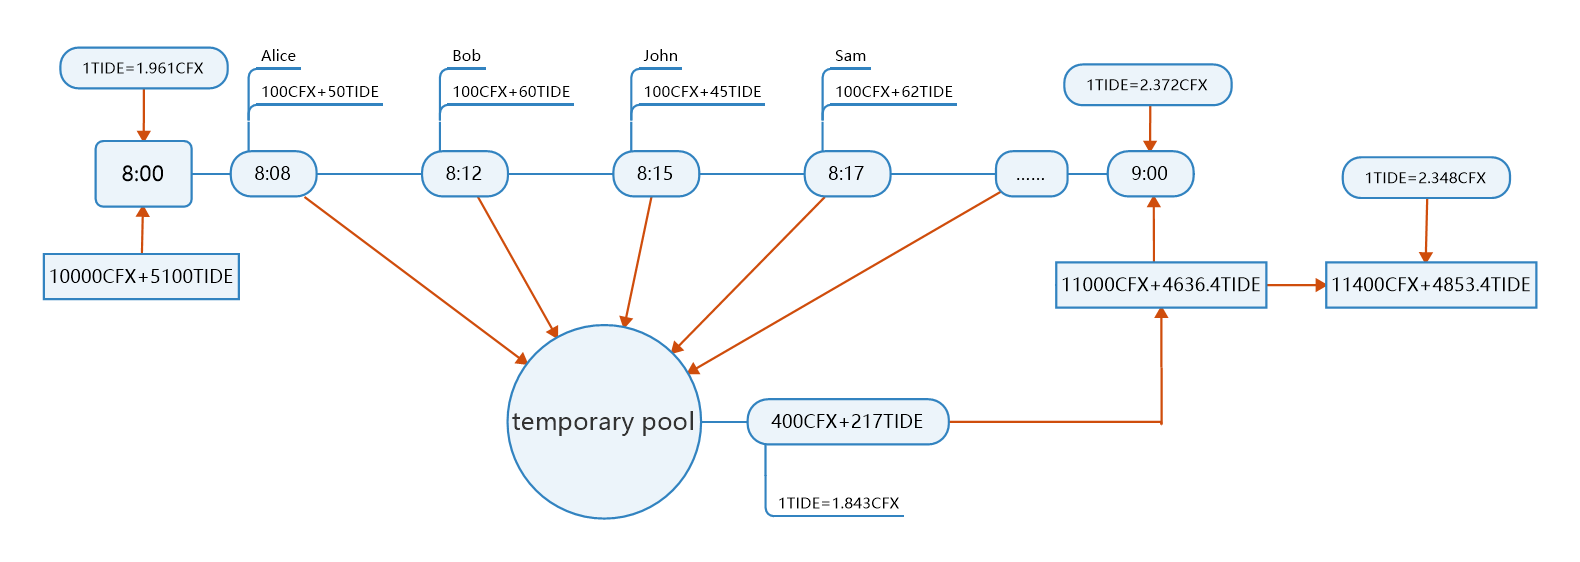 Alice
Bob
John
Sam
1TIDE=1.961CFX
100CFX+50TIDE
100CFX+60TIDE
100CFX+45TIDE
100CFX+62TIDE
1TIDE=2.372CFX
8:00
8:08
8:12
8:15
8:17
......
9:00
1TIDE=2.348CFX
10000CFX+5100TIDE
11000CFX+4636.4TIDE
11400CFX+4853.4TIDE
temporary pool
400CFX+217TIDE
1TIDE=1.843CFX